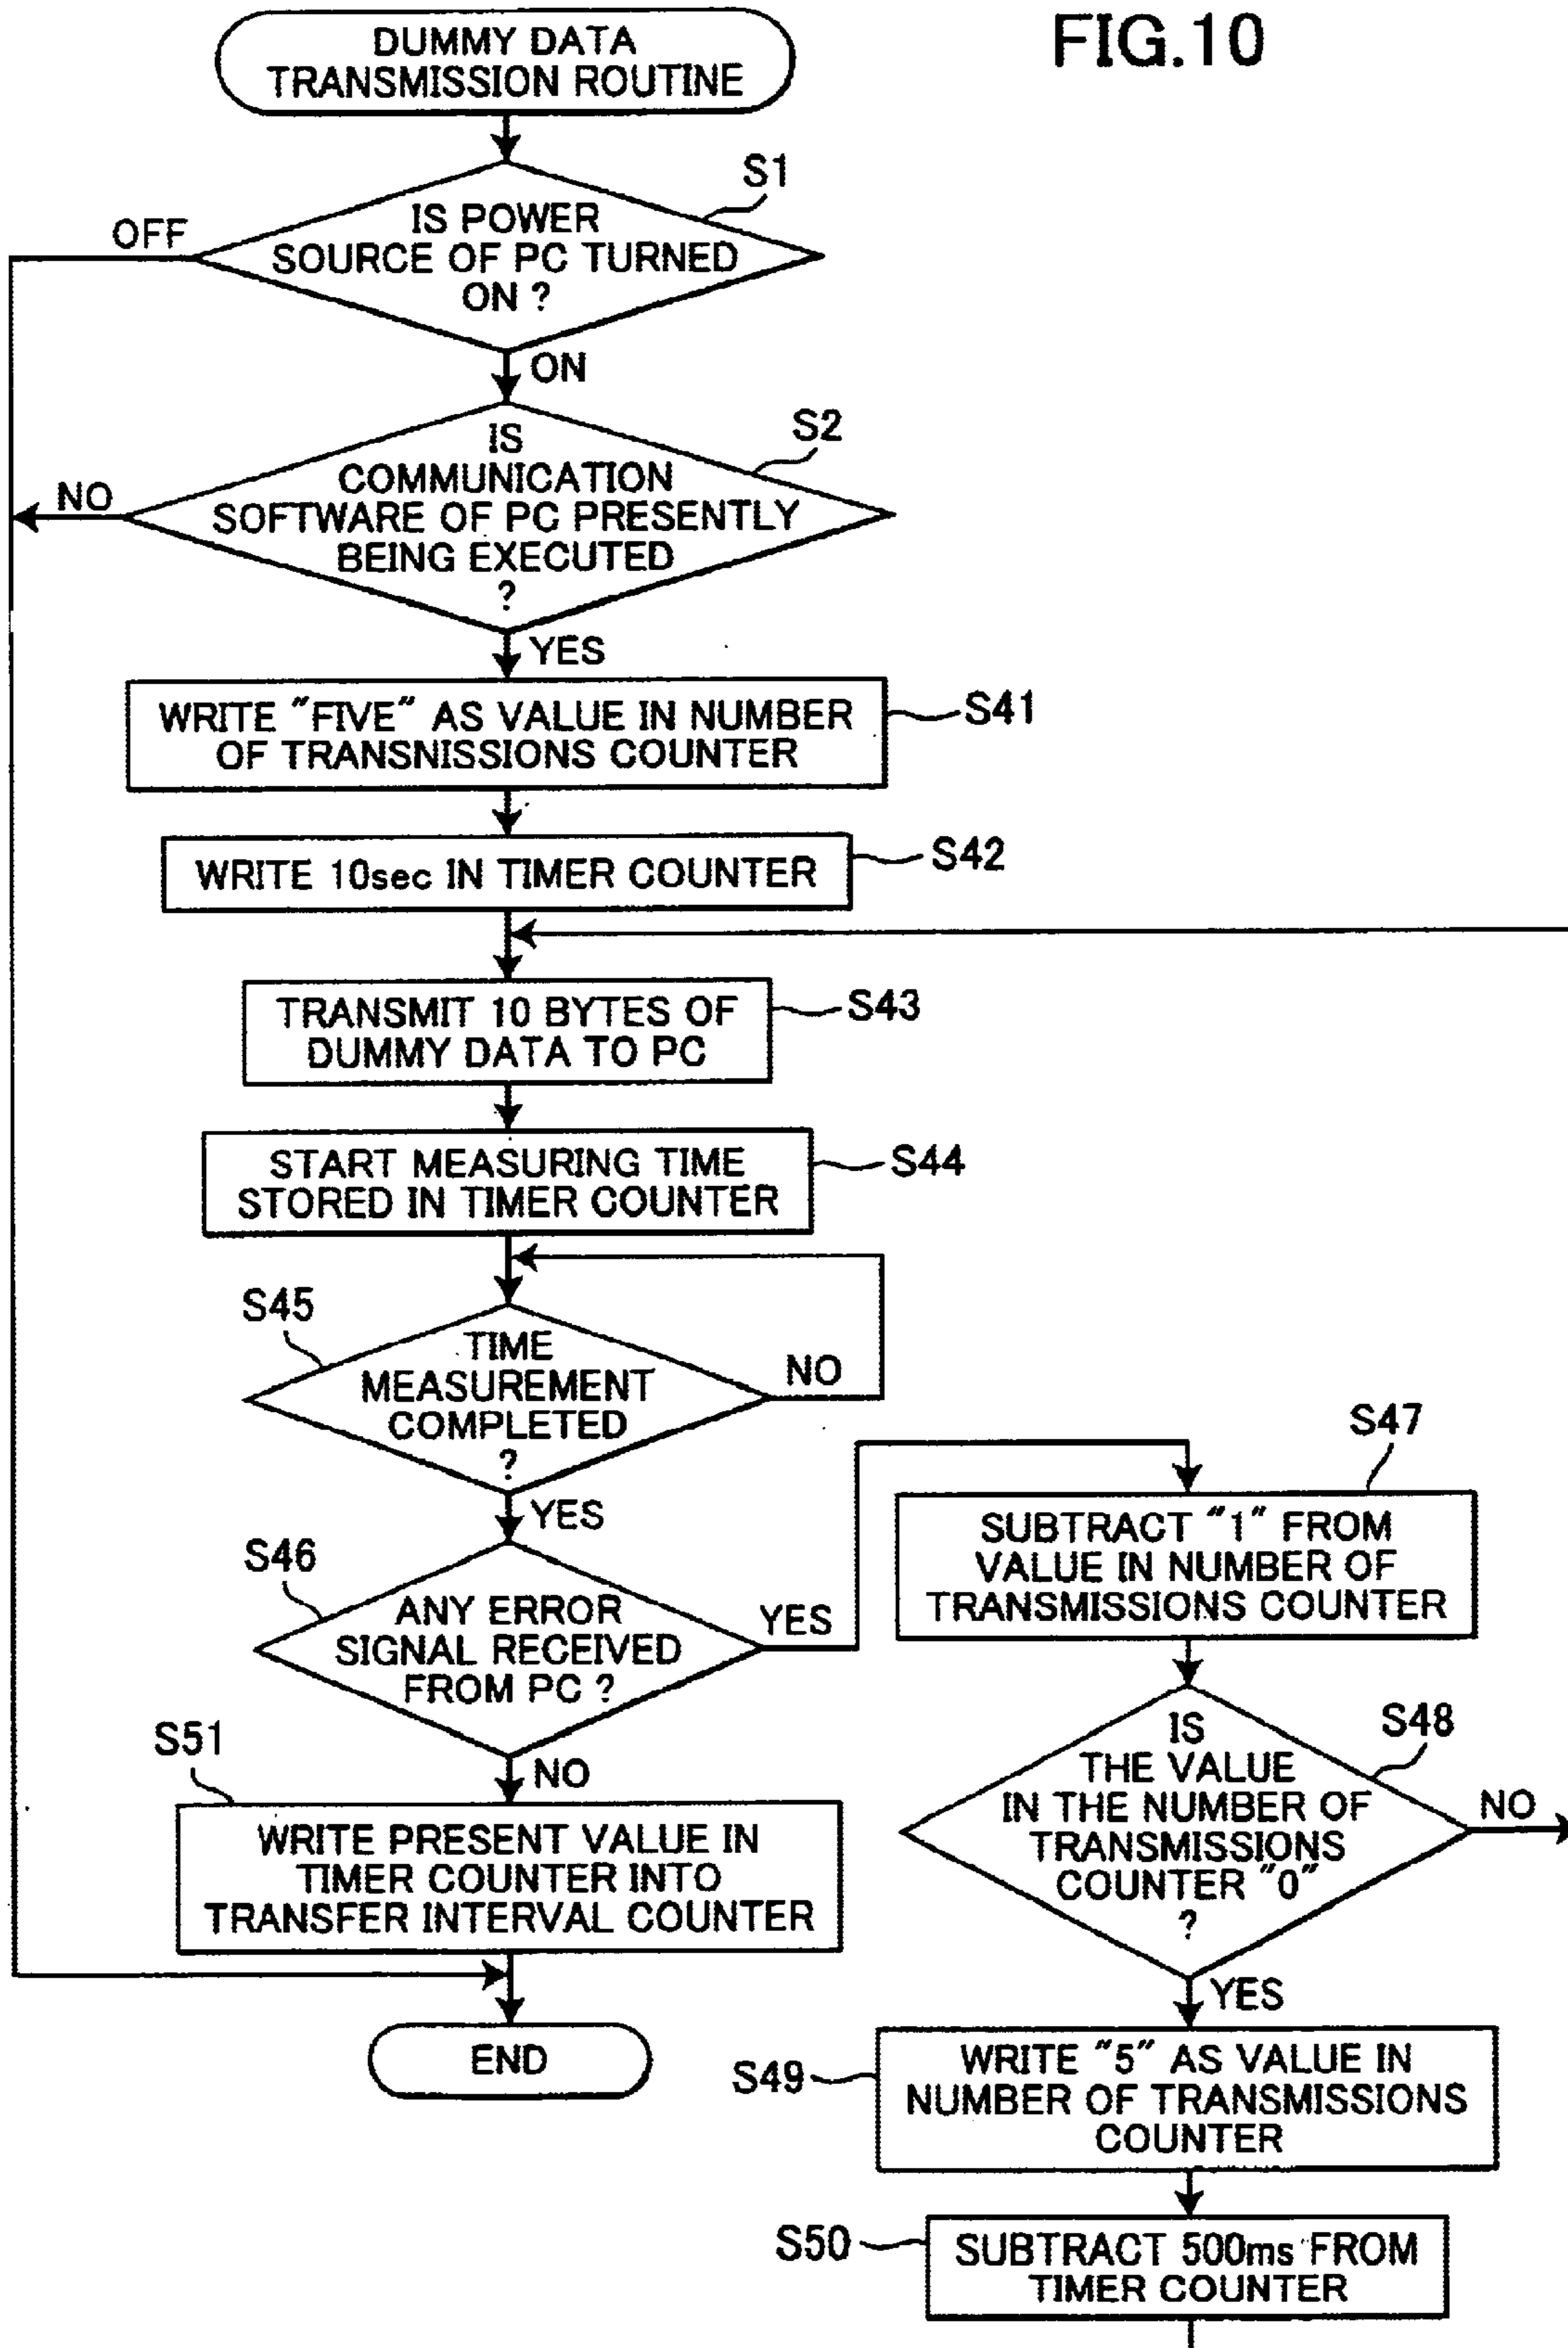 FIG.10
DUMMY DATA
TRANSMISSION ROUTINE
S1
IS POWER
SOURCE OF PC TURNED
ON ?
OFF
ON
S2
IS
COMMUNICATION
SOFTWARE OF PC PRESENTLY
BEING EXECUTED
?
NO
YES
WRITE "FIVE" AS VALUE IN NUMBER
OF TRANSNISSIONS COUNTER
S41
WRITE 10sec IN TIMER COUNTER
S42
TRANSMIT 10 BYTES OF
DUMMY DATA TO PC
S43
START MEASURING TIME
STORED IN TIMER COUNTER
S44
S45
TIME
MEASUREMENT
COMPLETED
?
NO
YES
S46
ANY ERROR
SIGNAL RECEIVED
FROM PC ?
YES
NO
S47
SUBTRACT "1" FROM
VALUE IN NUMBER OF
TRANSMISSIONS COUNTER
S48
IS
THE VALUE
IN THE NUMBER OF
TRANSMISSIONS
COUNTER "0"
?
NO
YES
S51
WRITE PRESENT VALUE IN
TIMER COUNTER INTO
TRANSFER INTERVAL COUNTER
END
S49
WRITE "5" AS VALUE IN
NUMBER OF TRANSMISSIONS
COUNTER
S50
SUBTRACT 500ms FROM
TIMER COUNTER